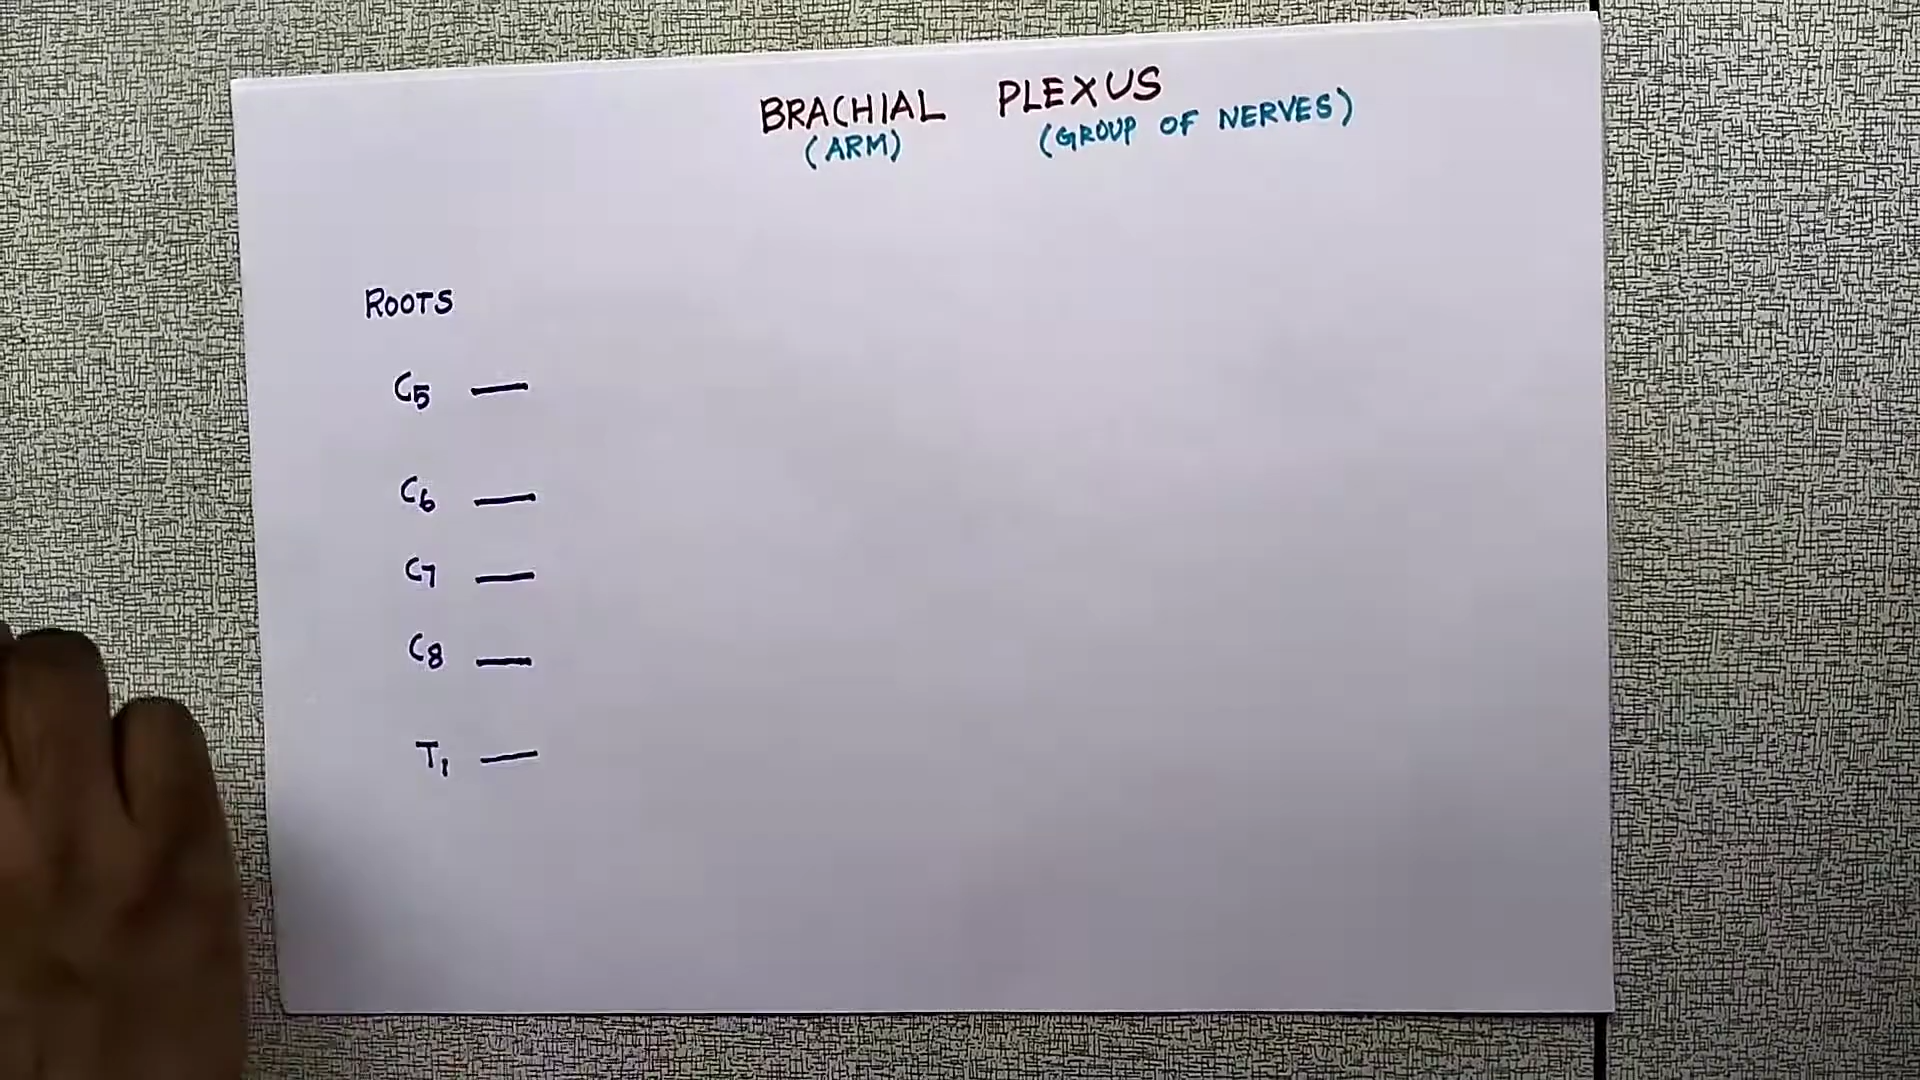 BRACHIAL PLEXUS
(ARM) (GROUP OF NERVES)
ROOTS
C5 —
C6 —
C7 —
C8 —
T1 —